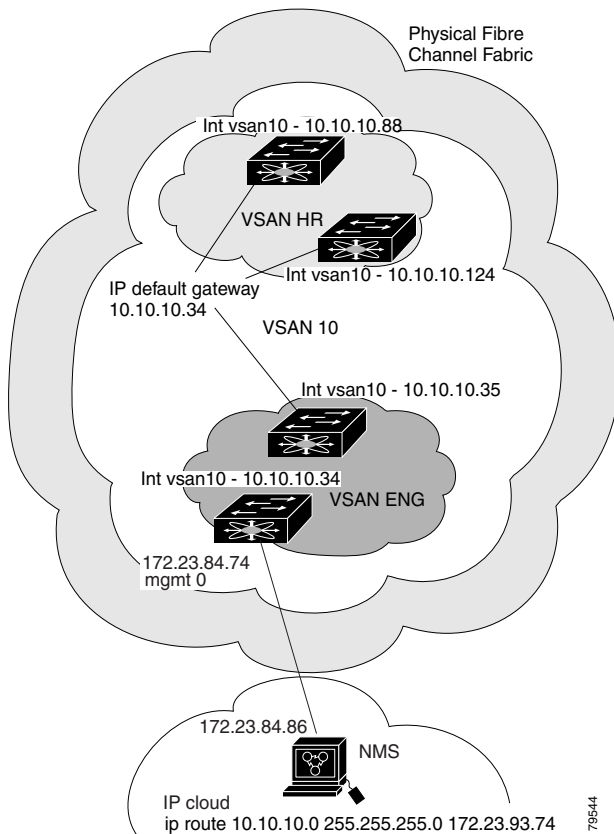 Physical Fibre
Channel Fabric
Int vsan10 - 10.10.10.88
VSAN HR
Int vsan10 - 10.10.10.124
IP default gateway
10.10.10.34
VSAN 10
Int vsan10 - 10.10.10.35
Int vsan10 - 10.10.10.34
VSAN ENG
172.23.84.74
mgmt 0
172.23.84.86
NMS
IP cloud
ip route 10.10.10.0 255.255.255.0 172.23.93.74
79544